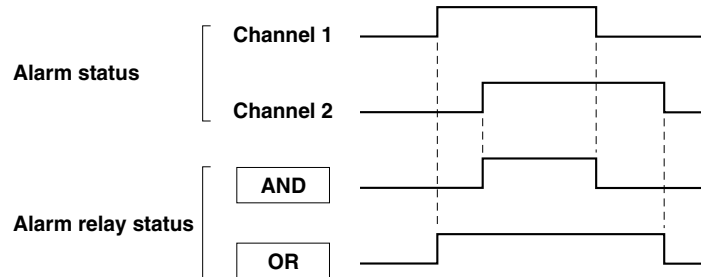 Channel 1
Alarm status
Channel 2
AND
Alarm relay status
OR